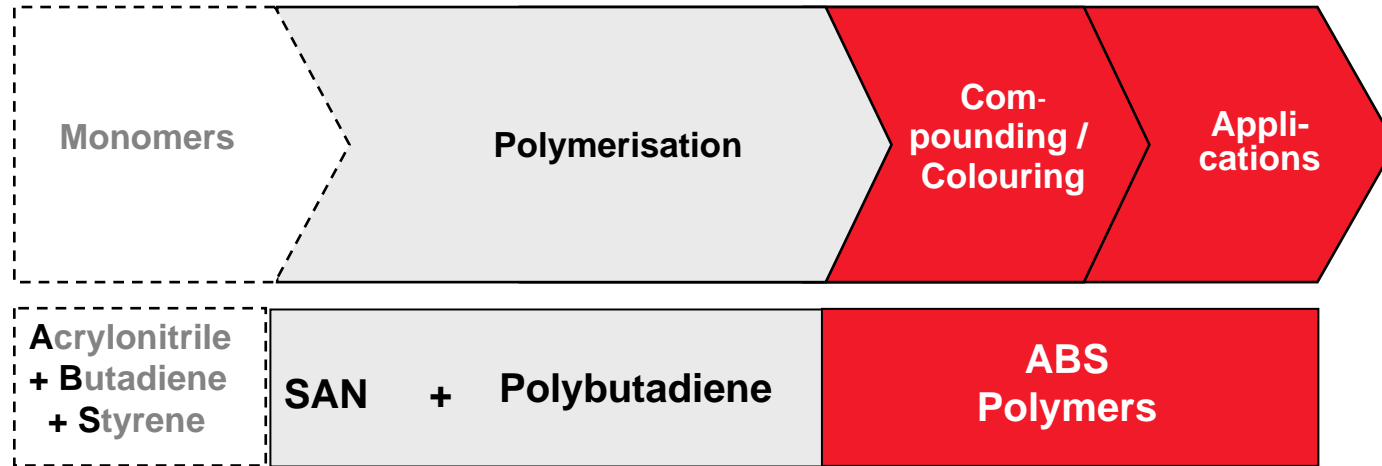 Monomers
Polymerisation
Com-
pounding /
Colouring
Appli-
cations
Acrylonitrile
+ Butadiene
+ Styrene
SAN + Polybutadiene
ABS
Polymers